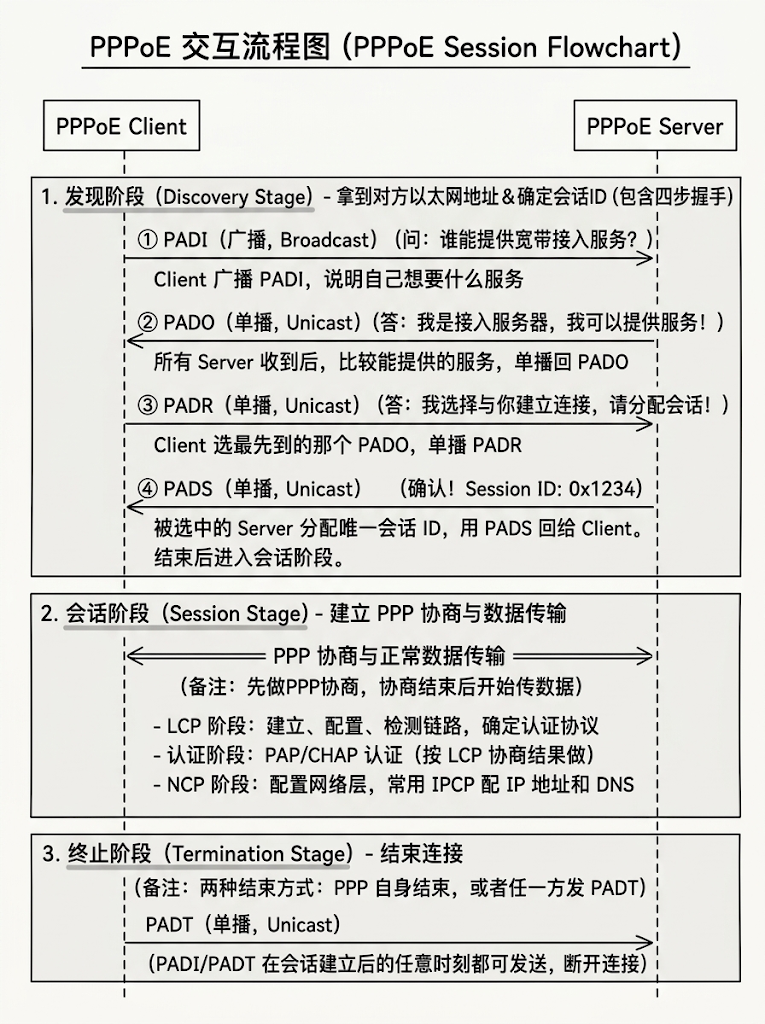 PPPoE 交互流程图 (PPPoE Session Flowchart)
PPPoE Client
PPPoE Server
1. 发现阶段（Discovery Stage）- 拿到对方以太网地址&确定会话ID (包含四步握手)
① PADI（广播, Broadcast）（问：谁能提供宽带接入服务？）
Client 广播 PADI，说明自己想要什么服务
② PADO（单播, Unicast）（答：我是接入服务器，我可以提供服务！）
所有 Server 收到后，比较能提供的服务，单播回 PADO
③ PADR（单播, Unicast）（答：我选择与你建立连接，请分配会话！）
Client 选最先到的那个 PADO，单播 PADR
④ PADS（单播, Unicast）（确认！Session ID: 0x1234）
被选中的 Server 分配唯一会话 ID，用 PADS 回给 Client。
结束后进入会话阶段。
2. 会话阶段（Session Stage）- 建立 PPP 协商与数据传输
PPP 协商与正常数据传输
（备注：先做PPP协商，协商结束后开始传数据）
- LCP 阶段：建立、配置、检测链路，确定认证协议
- 认证阶段：PAP/CHAP 认证（按 LCP 协商结果做）
- NCP 阶段：配置网络层，常用 IPCP 配 IP 地址和 DNS
3. 终止阶段（Termination Stage）- 结束连接
（备注：两种结束方式：PPP 自身结束，或者任一方发 PADT）
PADT（单播, Unicast）
（PADI/PADT 在会话建立后的任意时刻都可发送，断开连接）